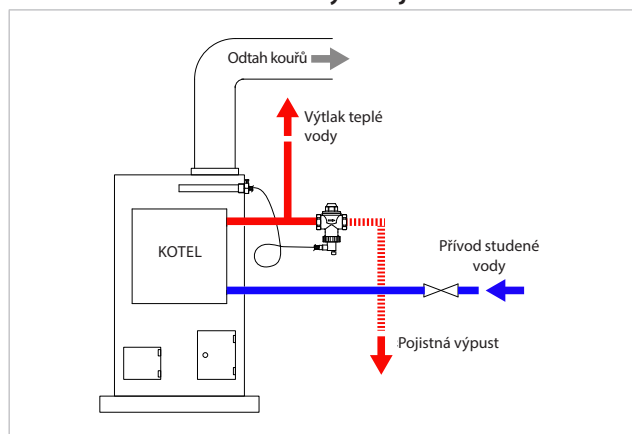 Odtah kouřů
Výtlak teplé
vody
KOTEL
Přívod studené
vody
Pojistná výpust